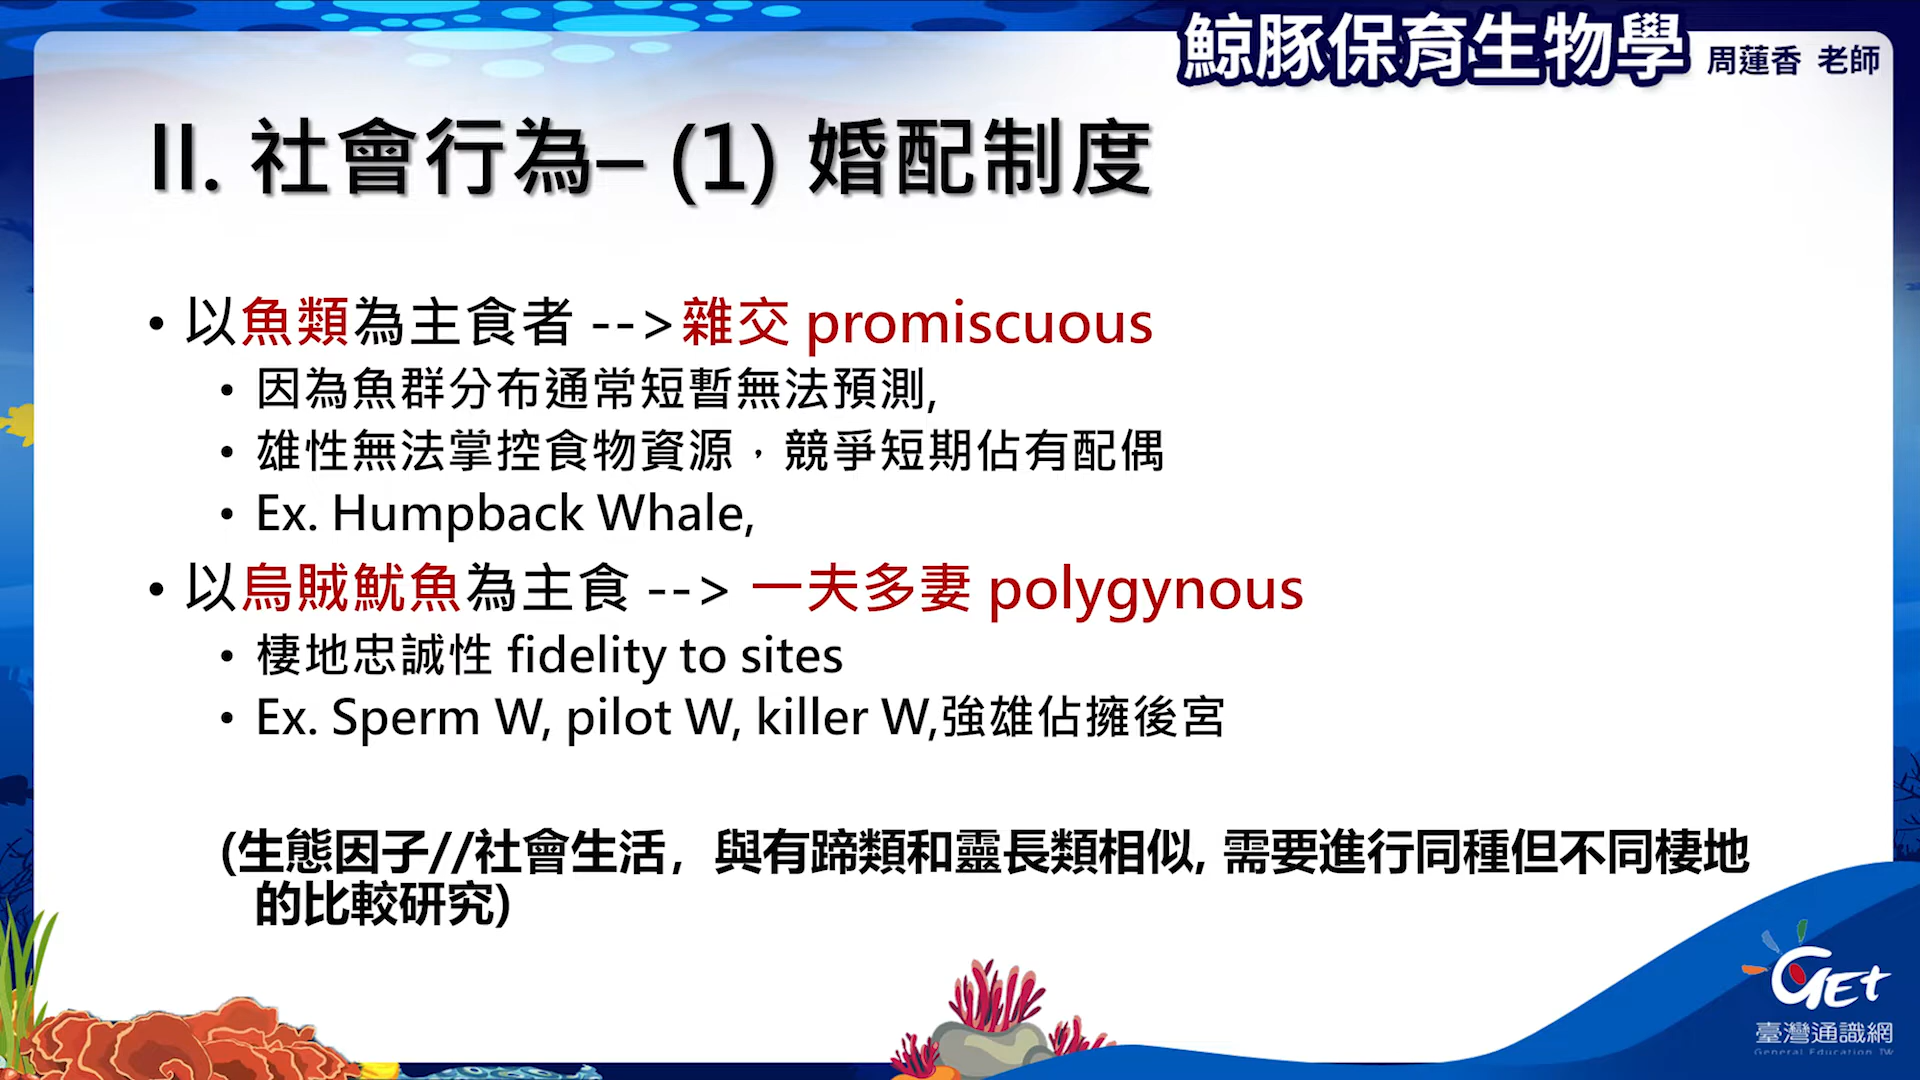 鯨豚保育生物學 周蓮香 老師
II. 社會行為– (1) 婚配制度
• 以魚類為主食者 -->雜交 promiscuous
• 因為魚群分布通常短暫無法預測,
• 雄性無法掌控食物資源，競爭短期佔有配偶
• Ex. Humpback Whale,
• 以烏賊魷魚為主食 --> 一夫多妻 polygynous
• 棲地忠誠性 fidelity to sites
• Ex. Sperm W, pilot W, killer W,強雄佔擁後宮
(生態因子//社會生活，與有蹄類和靈長類相似, 需要進行同種但不同棲地
的比較研究)
GET
臺灣通識網
General Education TW